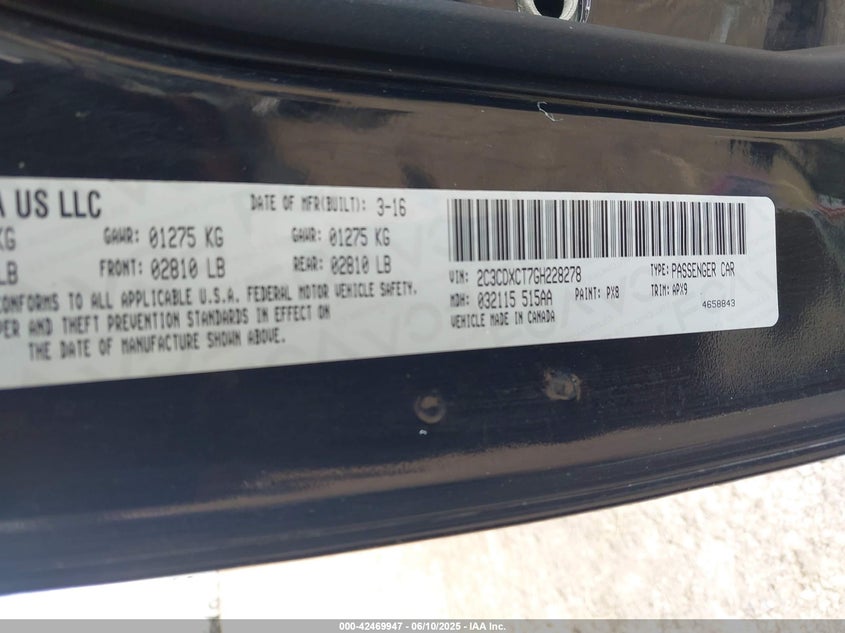 A US LLC
DATE OF MFR(BUILT): 3-16
KG GAWR: 01275 KG GAWR: 01275 KG
LB FRONT: 02810 LB REAR: 02810 LB
CONFORMS TO ALL APPLICABLE U.S.A. FEDERAL MOTOR VEHICLE SAFETY.
PER AND THEFT PREVENTION STANDARDS IN EFFECT ON
THE DATE OF MANUFACTURE SHOWN ABOVE.
VIN: 2C3CDXCT7GH228278 TYPE: PASSENGER CAR
MDH: 032115 515AA PAINT: PX8 TRIM: APX9
VEHICLE MADE IN CANADA 4658843
000-42469947 - 06/10/2025 - IAA Inc.